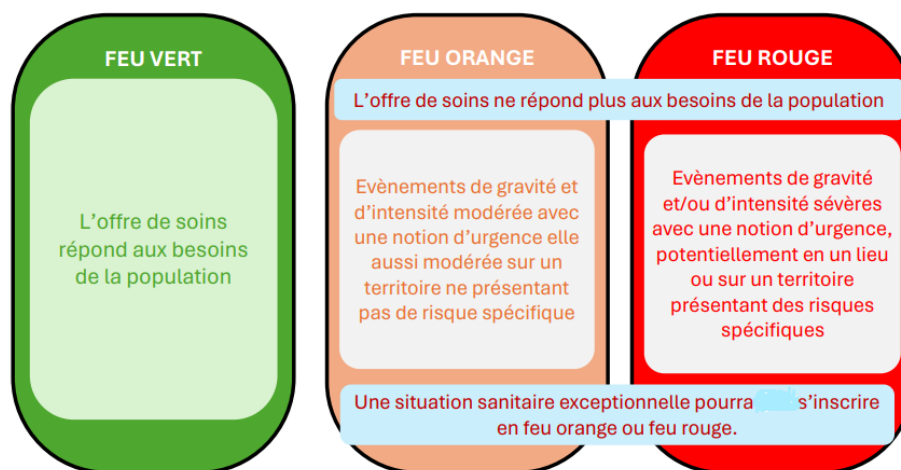 FEU VERT
L'offre de soins
répond aux besoins
de la population
FEU ORANGE
FEU ROUGE
L'offre de soins ne répond plus aux besoins de la population
Evènements de gravité et
d'intensité modérée avec
une notion d'urgence elle
aussi modérée sur un
territoire ne présentant
pas de risque spécifique
Evènements de gravité
et/ou d'intensité sévères
avec une notion d'urgence,
potentiellement en un lieu
ou sur un territoire
présentant des risques
spécifiques
Une situation sanitaire exceptionnelle pourra s'inscrire
en feu orange ou feu rouge.